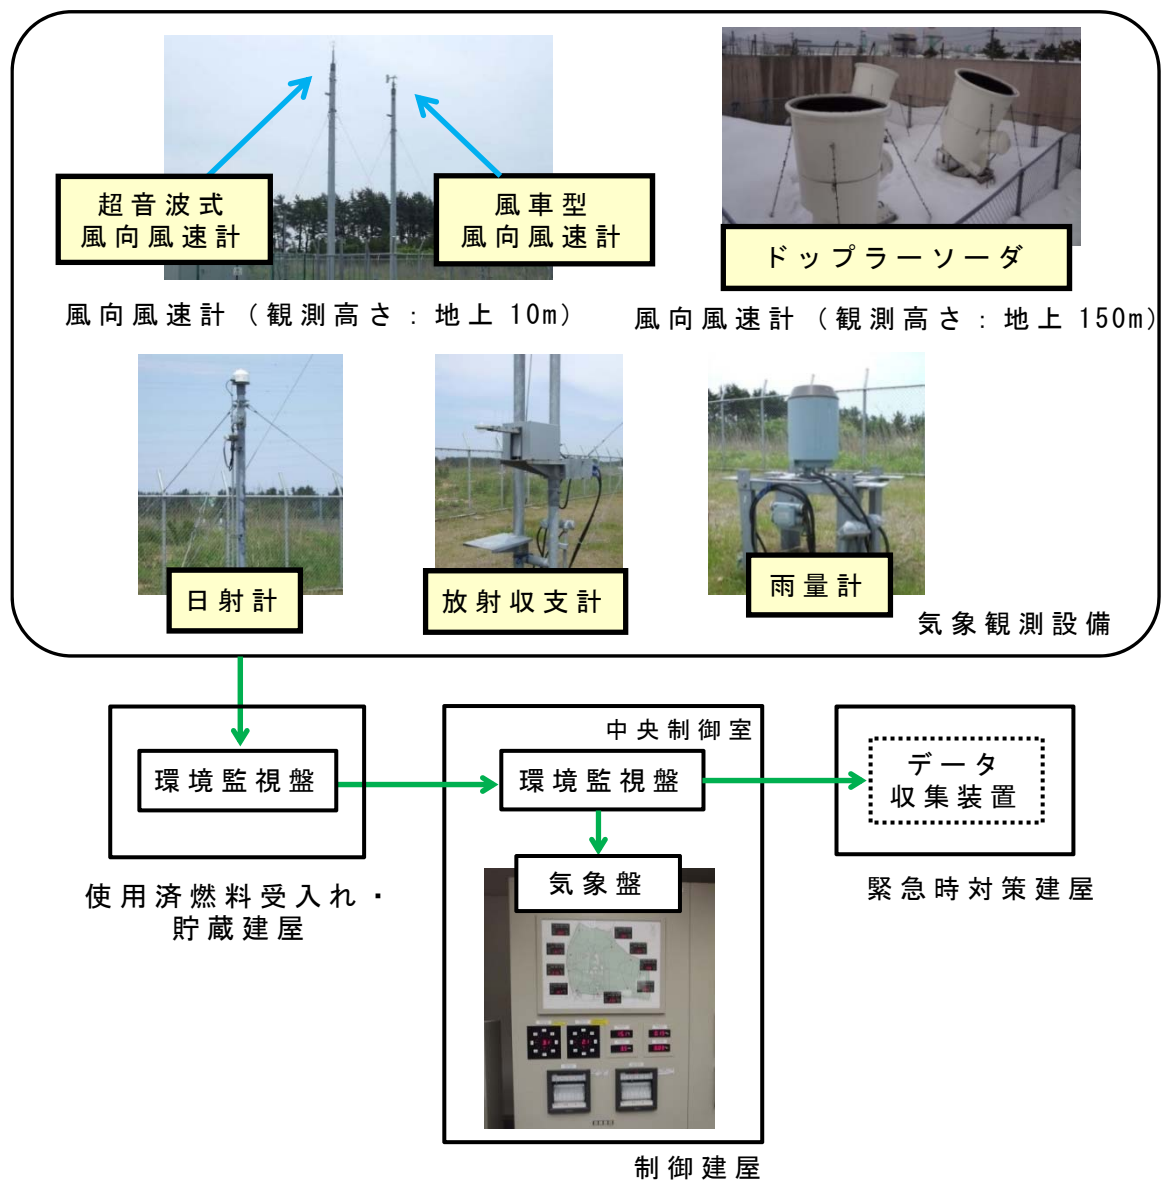 超音波式
風向風速計
風車型
風向風速計
ドップラーソーダ
風向風速計（観測高さ：地上 10m）
風向風速計（観測高さ：地上 150m）
日射計
放射収支計
雨量計
気象観測設備
中央制御室
環境監視盤
環境監視盤
データ
収集装置
気象盤
使用済燃料受入れ・
貯蔵建屋
緊急時対策建屋
制御建屋